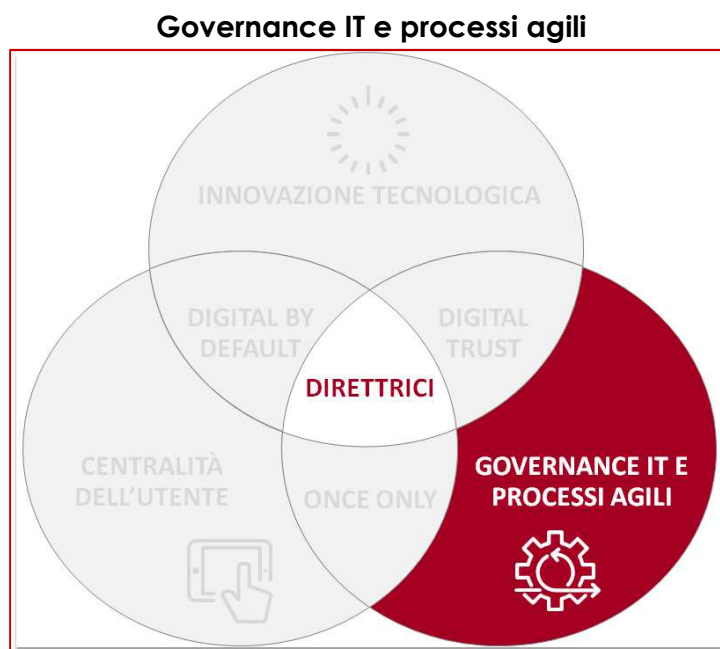 Governance IT e processi agili
INNOVAZIONE TECNOLOGICA
DIGITAL BY
DEFAULT
DIGITAL
TRUST
DIRETTRICI
CENTRALITÀ
DELL'UTENTE
ONCE ONLY
GOVERNANCE IT E
PROCESSI AGILI